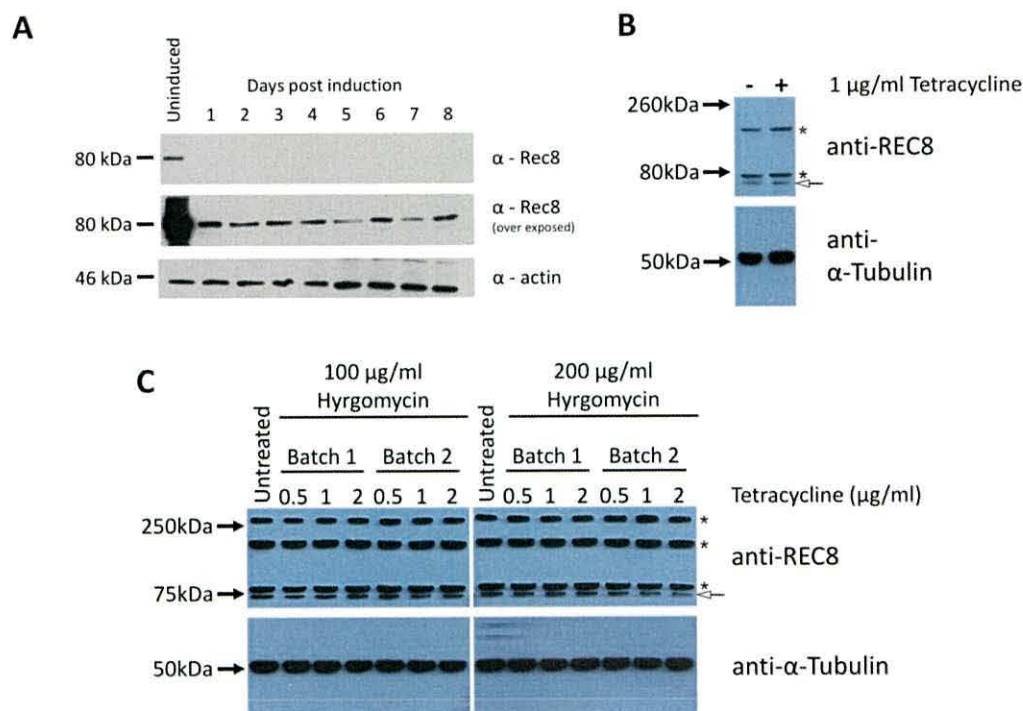 A
Uninduced
Days post induction
1 2 3 4 5 6 7 8
80 kDa
α - Rec8
80 kDa
α - Rec8
(over exposed)
46 kDa
α - actin
B
- + 1 µg/ml Tetracycline
260kDa
*
anti-REC8
80kDa
*
50kDa
anti-
α-Tubulin
C
100 µg/ml
Hyrgomycin
200 µg/ml
Hyrgomycin
Untreated
Batch 1 Batch 2
Untreated
Batch 1 Batch 2
0.5 1 2 0.5 1 2 0.5 1 2 0.5 1 2 Tetracycline (µg/ml)
250kDa
*
*
anti-REC8
75kDa
*
50kDa
anti-α-Tubulin